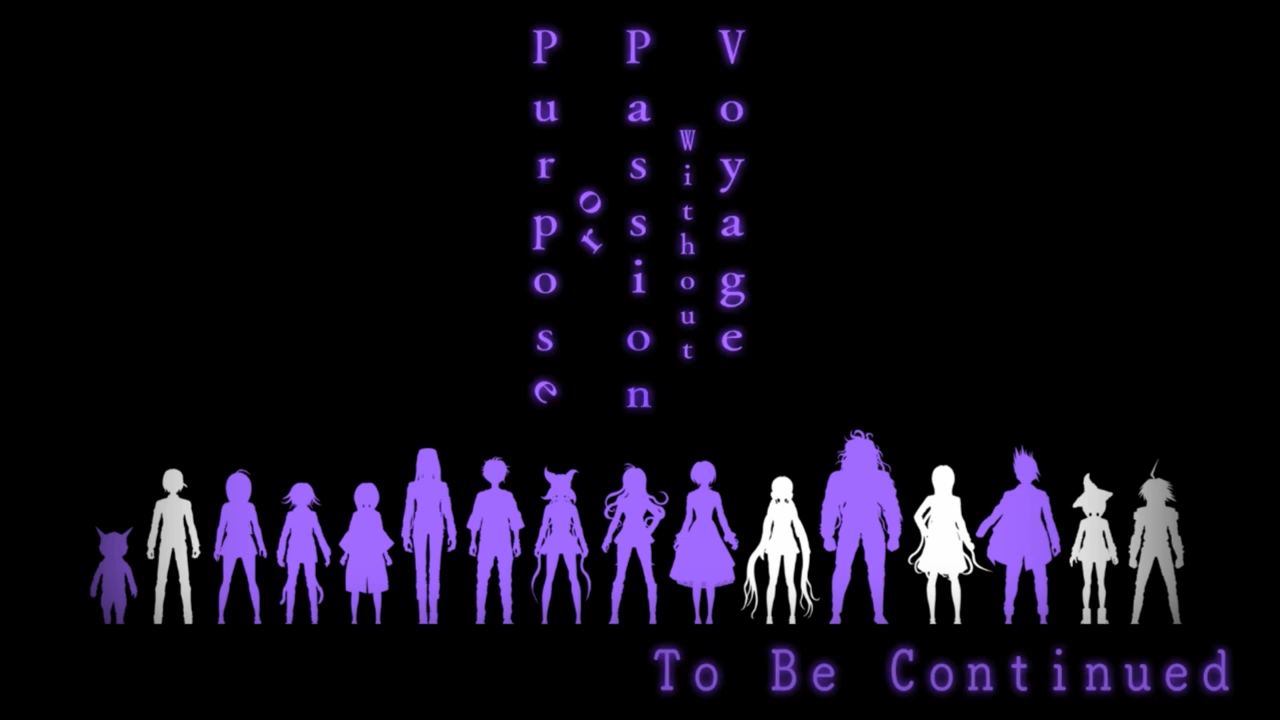 Voyage
Without
Passion
or
Purpose
To Be Continued